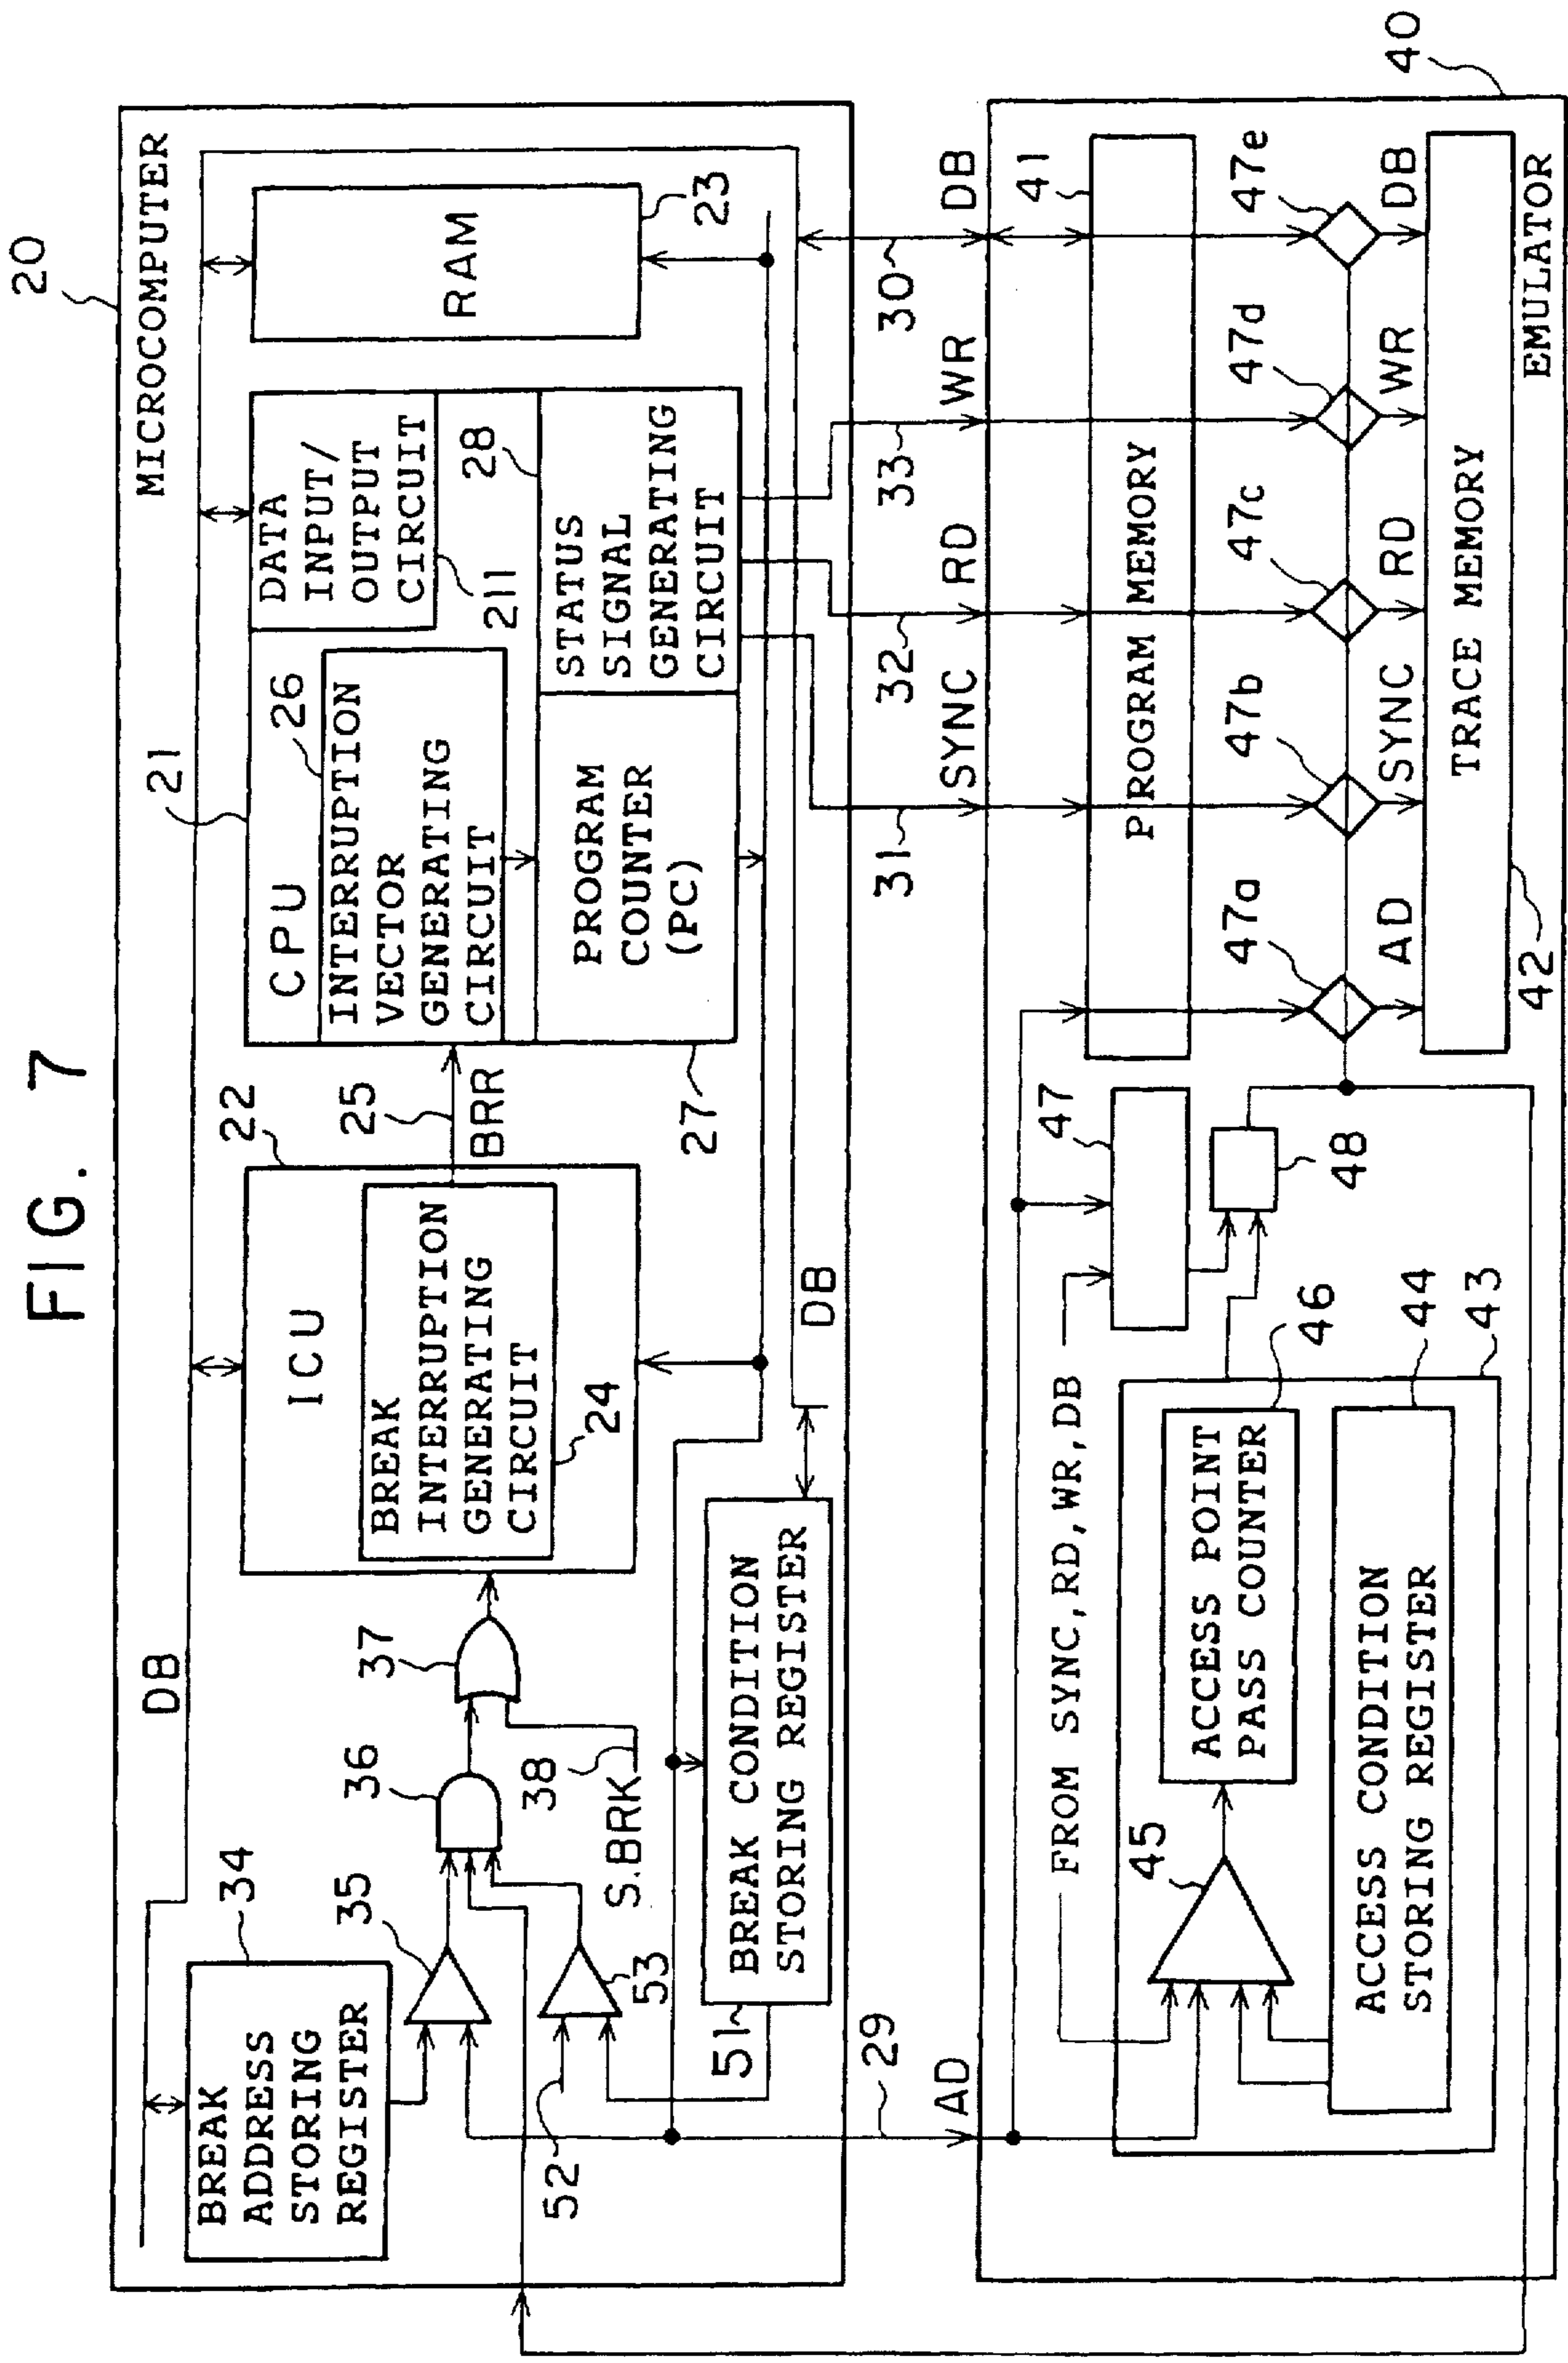 FIG. 7
20
MICROCOMPUTER
DB
BREAK
ADDRESS
STORING
REGISTER
34
35
36
37
38
S.BRK
52
53
51
BREAK CONDITION
STORING REGISTER
DB
22
ICU
BREAK
INTERRUPTION
GENERATING
CIRCUIT
24
25
BRR
21
CPU
26
INTERRUPTION
VECTOR
GENERATING
CIRCUIT
PROGRAM
COUNTER
(PC)
27
DATA
INPUT/
OUTPUT
CIRCUIT
211
28
STATUS
SIGNAL
GENERATING
CIRCUIT
RAM
23
29
AD
31
SYNC
32
RD
33
WR
30
DB
40
FROM SYNC,RD,WR,DB
45
ACCESS POINT
PASS COUNTER
46
ACCESS CONDITION
STORING REGISTER
44
43
47
48
PROGRAM MEMORY
41
47a
47b
47c
47d
47e
AD
SYNC
RD
WR
DB
TRACE MEMORY
42
EMULATOR